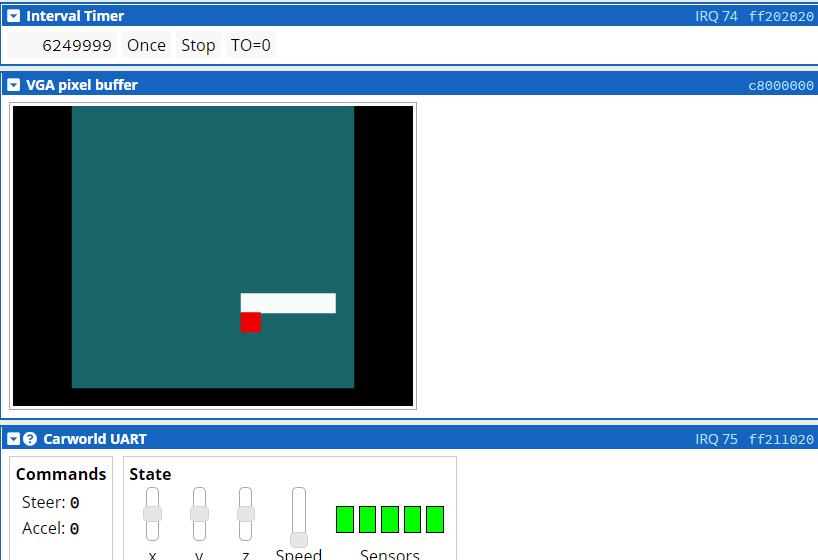 Interval Timer IRQ 74 ff202020
6249999 Once Stop TO=0
VGA pixel buffer c8000000
? Carworld UART IRQ 75 ff211020
Commands State
Steer: 0
Accel: 0
x y z Speed Sensors